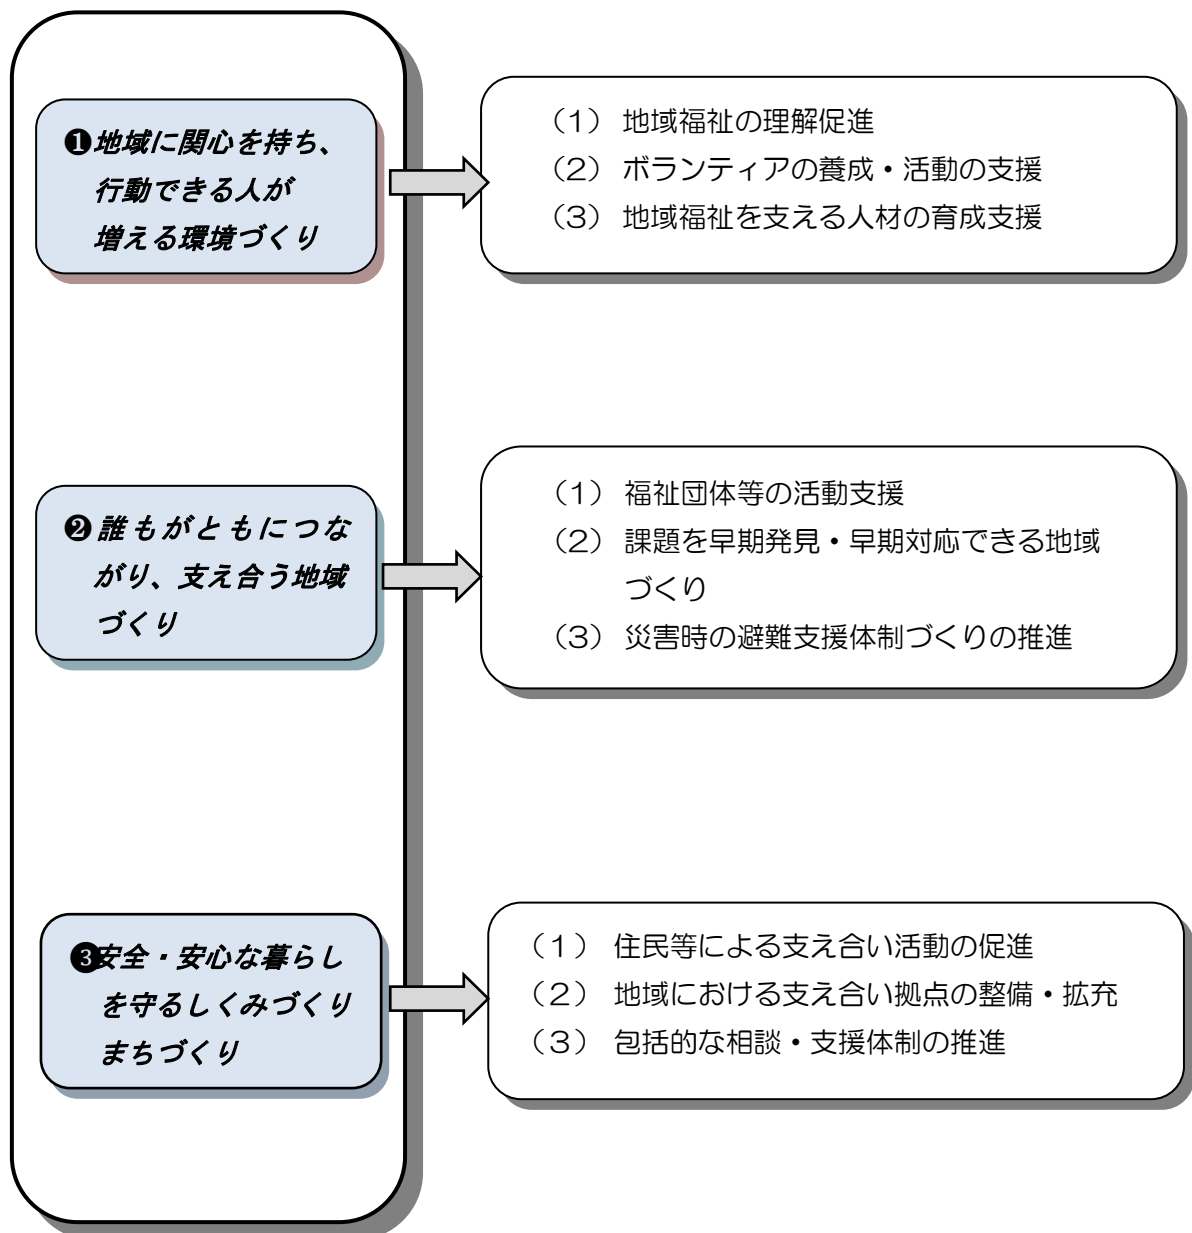 ❶地域に関心を持ち、
行動できる人が
増える環境づくり
（1） 地域福祉の理解促進
（2） ボランティアの養成・活動の支援
（3） 地域福祉を支える人材の育成支援
❷誰もがともにつな
がり、支え合う地域
づくり
（1） 福祉団体等の活動支援
（2） 課題を早期発見・早期対応できる地域
づくり
（3） 災害時の避難支援体制づくりの推進
❸安全・安心な暮らし
を守るしくみづくり
まちづくり
（１） 住民等による支え合い活動の促進
（２） 地域における支え合い拠点の整備・拡充
（３） 包括的な相談・支援体制の推進